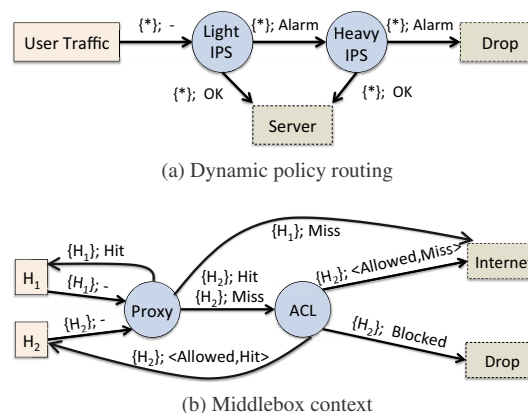 {*}; -
{*}; Alarm
{*}; Alarm
User Traffic
Light
IPS
Heavy
IPS
Drop
{*}; OK
{*}; OK
Server
(a) Dynamic policy routing
{H1}; Miss
{H1}; Hit
{H2}; <Allowed,Miss>
{H2}; Hit
{H2}; Miss
Internet
H1
{H1}; -
Proxy
ACL
{H2}; -
H2
{H2}; <Allowed,Hit>
{H2}; Blocked
Drop
(b) Middlebox context